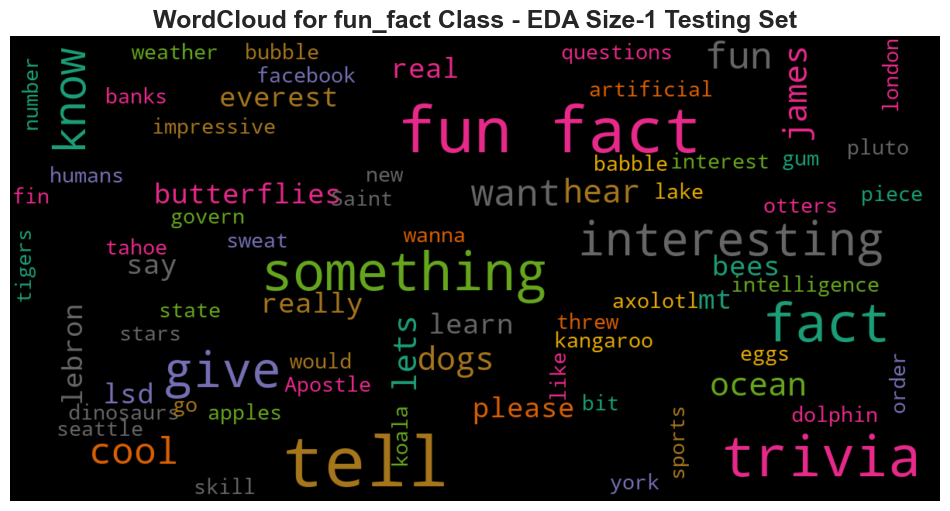 WordCloud for fun_fact Class - EDA Size-1 Testing Set
weather
bubble
questions
fun
london
number
know
facebook
real
james
banks
everest
artificial
impressive
fun fact
pluto
humans
new
babble
interest
gum
fin
butterflies
Saint
want
hear
lake
otters
piece
govern
tigers
tahoe
sweat
wanna
interesting
say
something
bees
state
really
axolotl
mt
intelligence
lebron
stars
lets
learn
threw
kangaroo
fact
give
would
dogs
like
eggs
order
lsd
Apostle
ocean
dinosaurs
go
apples
koala
please
bit
dolphin
seattle
cool
tell
sports
trivia
skill
york